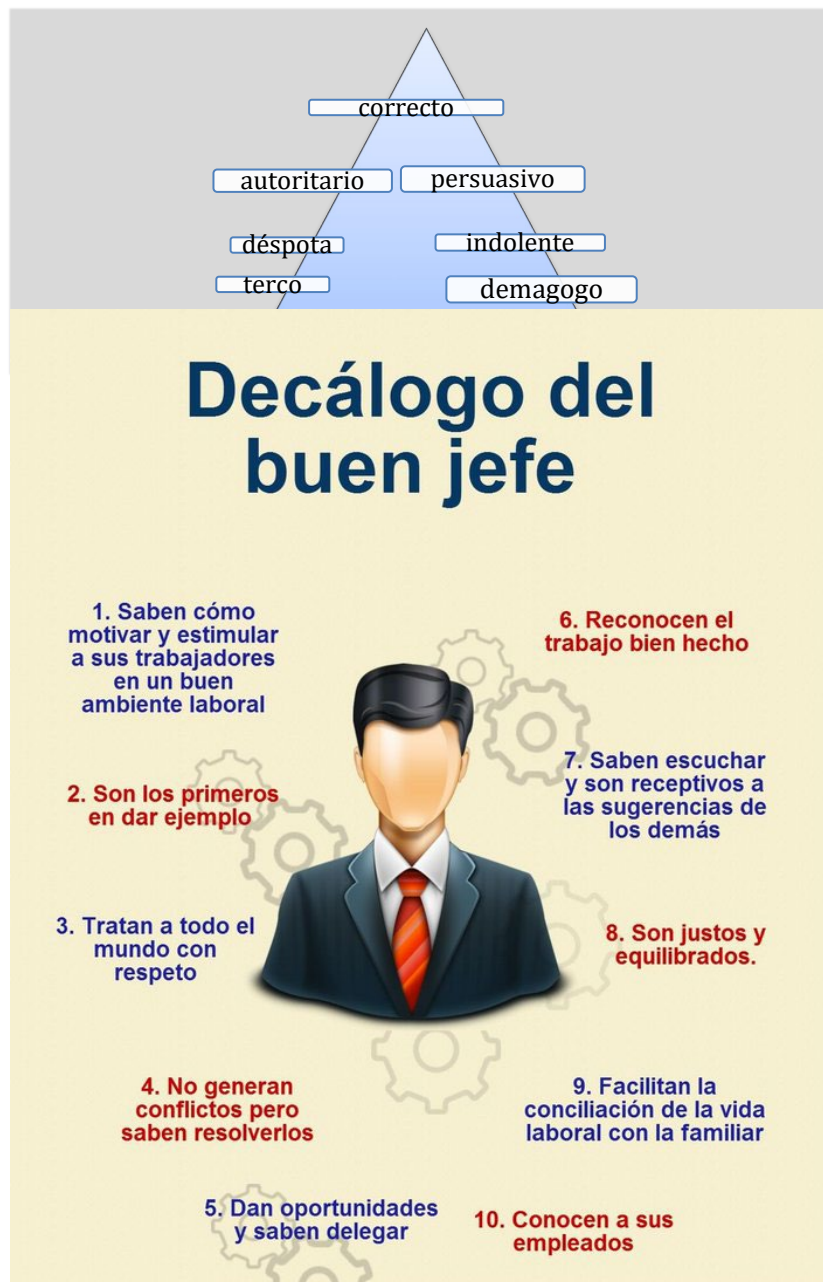 correcto
autoritario
persuasivo
déspota
indolente
terco
demagogo
Decálogo del
buen jefe
1. Saben cómo
motivar y estimular
a sus trabajadores
en un buen
ambiente laboral
2. Son los primeros
en dar ejemplo
3. Tratan a todo el
mundo con
respeto
4. No generan
conflictos pero
saben resolverlos
5. Dan oportunidades
y saben delegar
6. Reconocen el
trabajo bien hecho
7. Saben escuchar
y son receptivos a
las sugerencias de
los demás
8. Son justos y
equilibrados.
9. Facilitan la
conciliación de la vida
laboral con la familiar
10. Conocen a sus
empleados